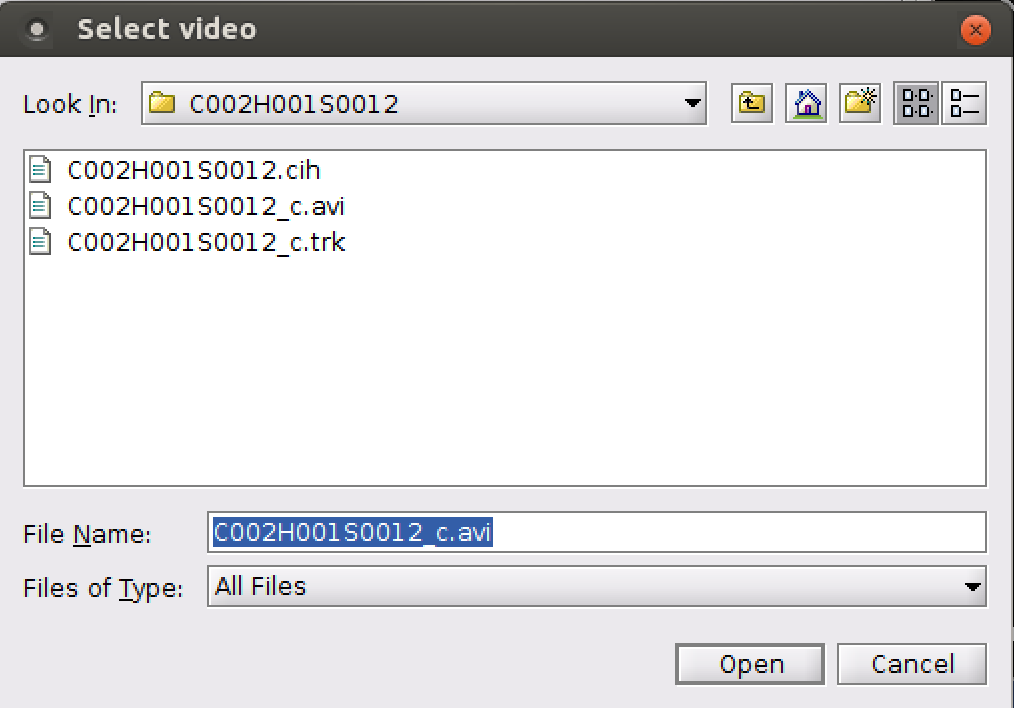 Select video
Look In: C002H001S0012
C002H001S0012.cih
C002H001S0012_c.avi
C002H001S0012_c.trk
File Name: C002H001S0012_c.avi
Files of Type: All Files
Open Cancel